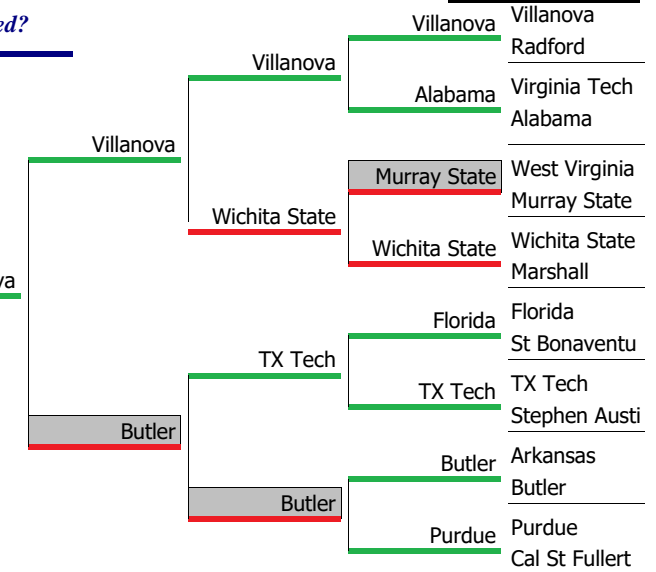 ed?
Villanova
Villanova
Radford
Villanova
Alabama
Virginia Tech
Alabama
Villanova
Murray State
West Virginia
Murray State
Wichita State
Wichita State
Wichita State
Marshall
va
Florida
Florida
St Bonaventu
TX Tech
TX Tech
TX Tech
Stephen Austi
Butler
Butler
Arkansas
Butler
Butler
Purdue
Purdue
Cal St Fullert